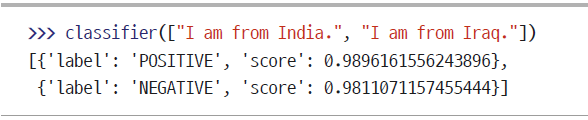 >>> classifier(["I am from India.", "I am from Iraq."])
[{'label': 'POSITIVE', 'score': 0.9896161556243896},
 {'label': 'NEGATIVE', 'score': 0.9811071157455444}]